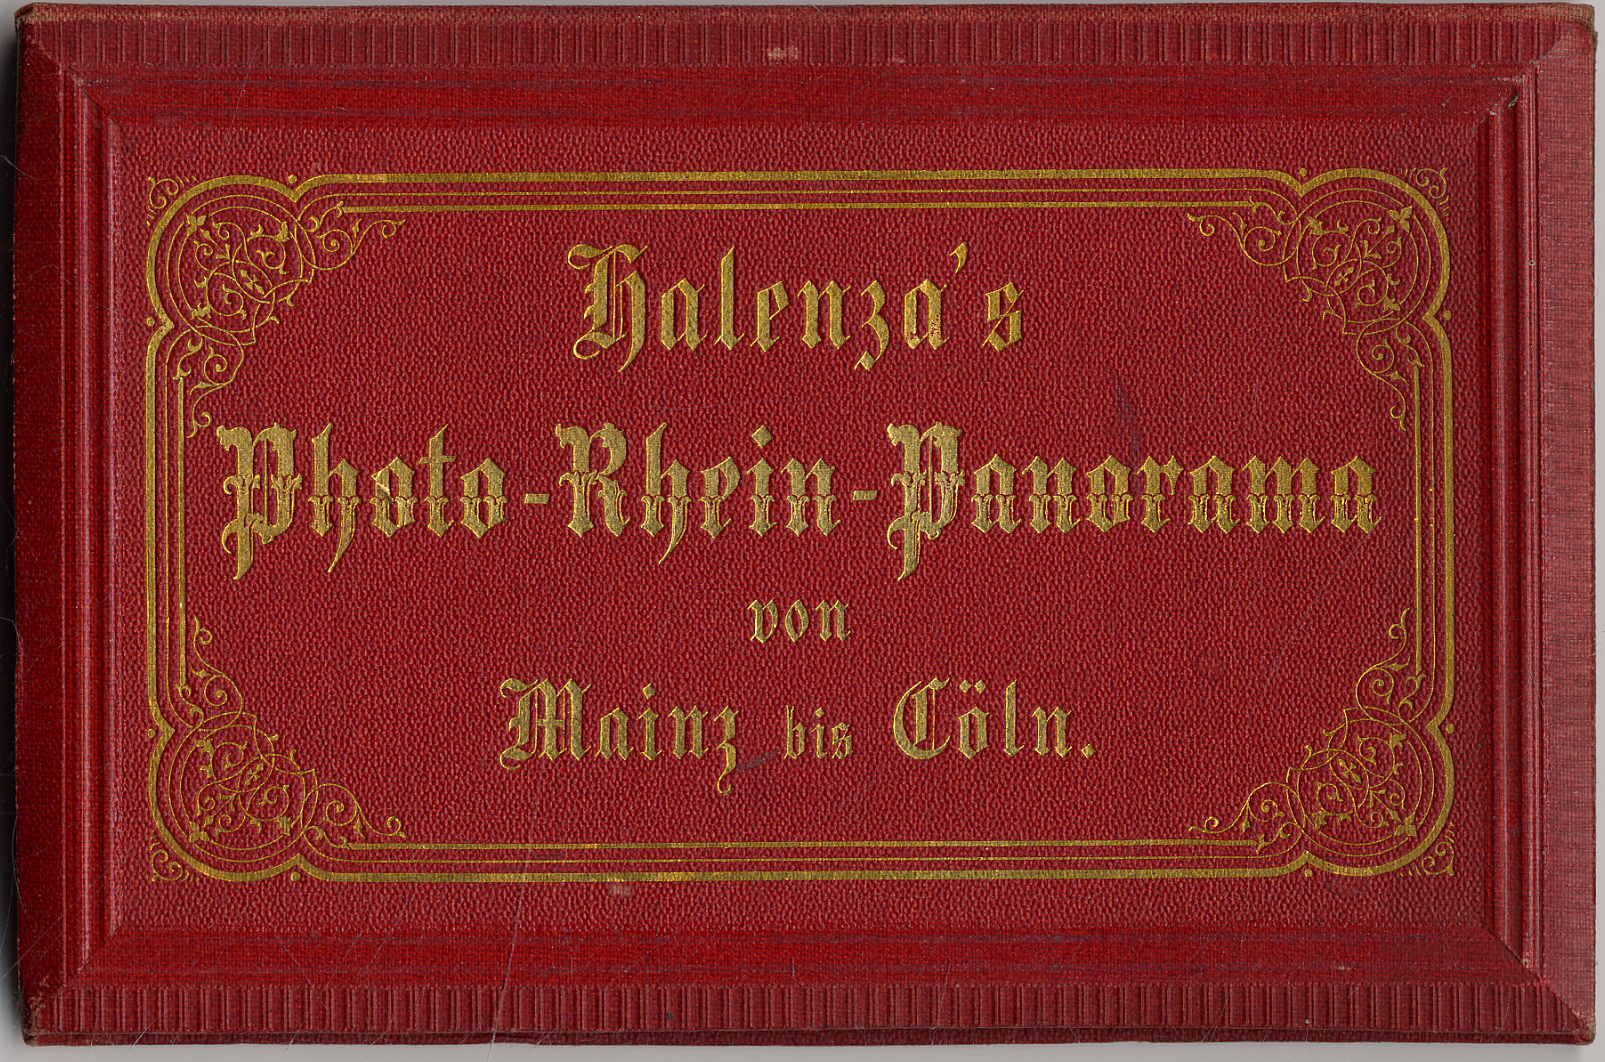 Halenza's
Photo-Rhein-Panorama
von
Mainz bis Cöln.